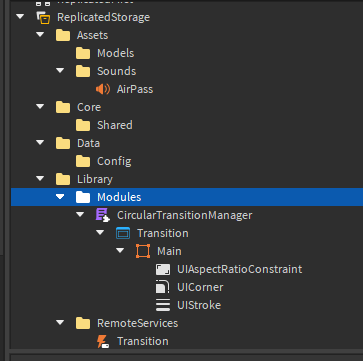 ReplicatedStorage
Assets
Models
Sounds
AirPass
Core
Shared
Data
Config
Library
Modules
CircularTransitionManager
Transition
Main
UIAspectRatioConstraint
UICorner
UIStroke
RemoteServices
Transition